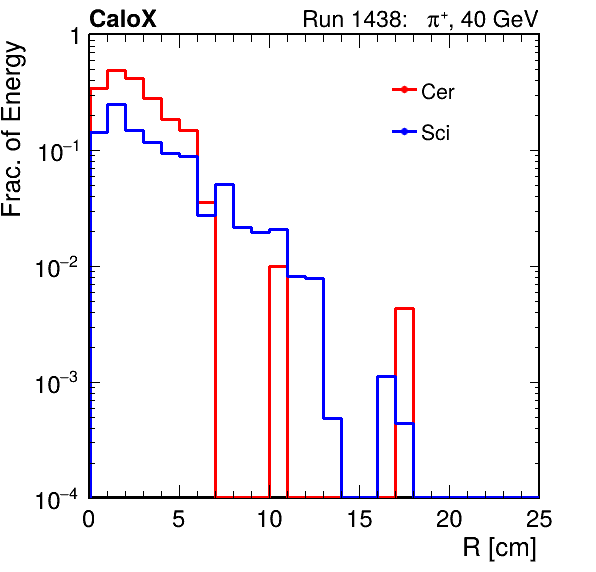 CaloX Run 1438: π⁺, 40 GeV
Frac. of Energy
1
10⁻¹
10⁻²
10⁻³
10⁻⁴
Cer
Sci
0 5 10 15 20 25
R [cm]